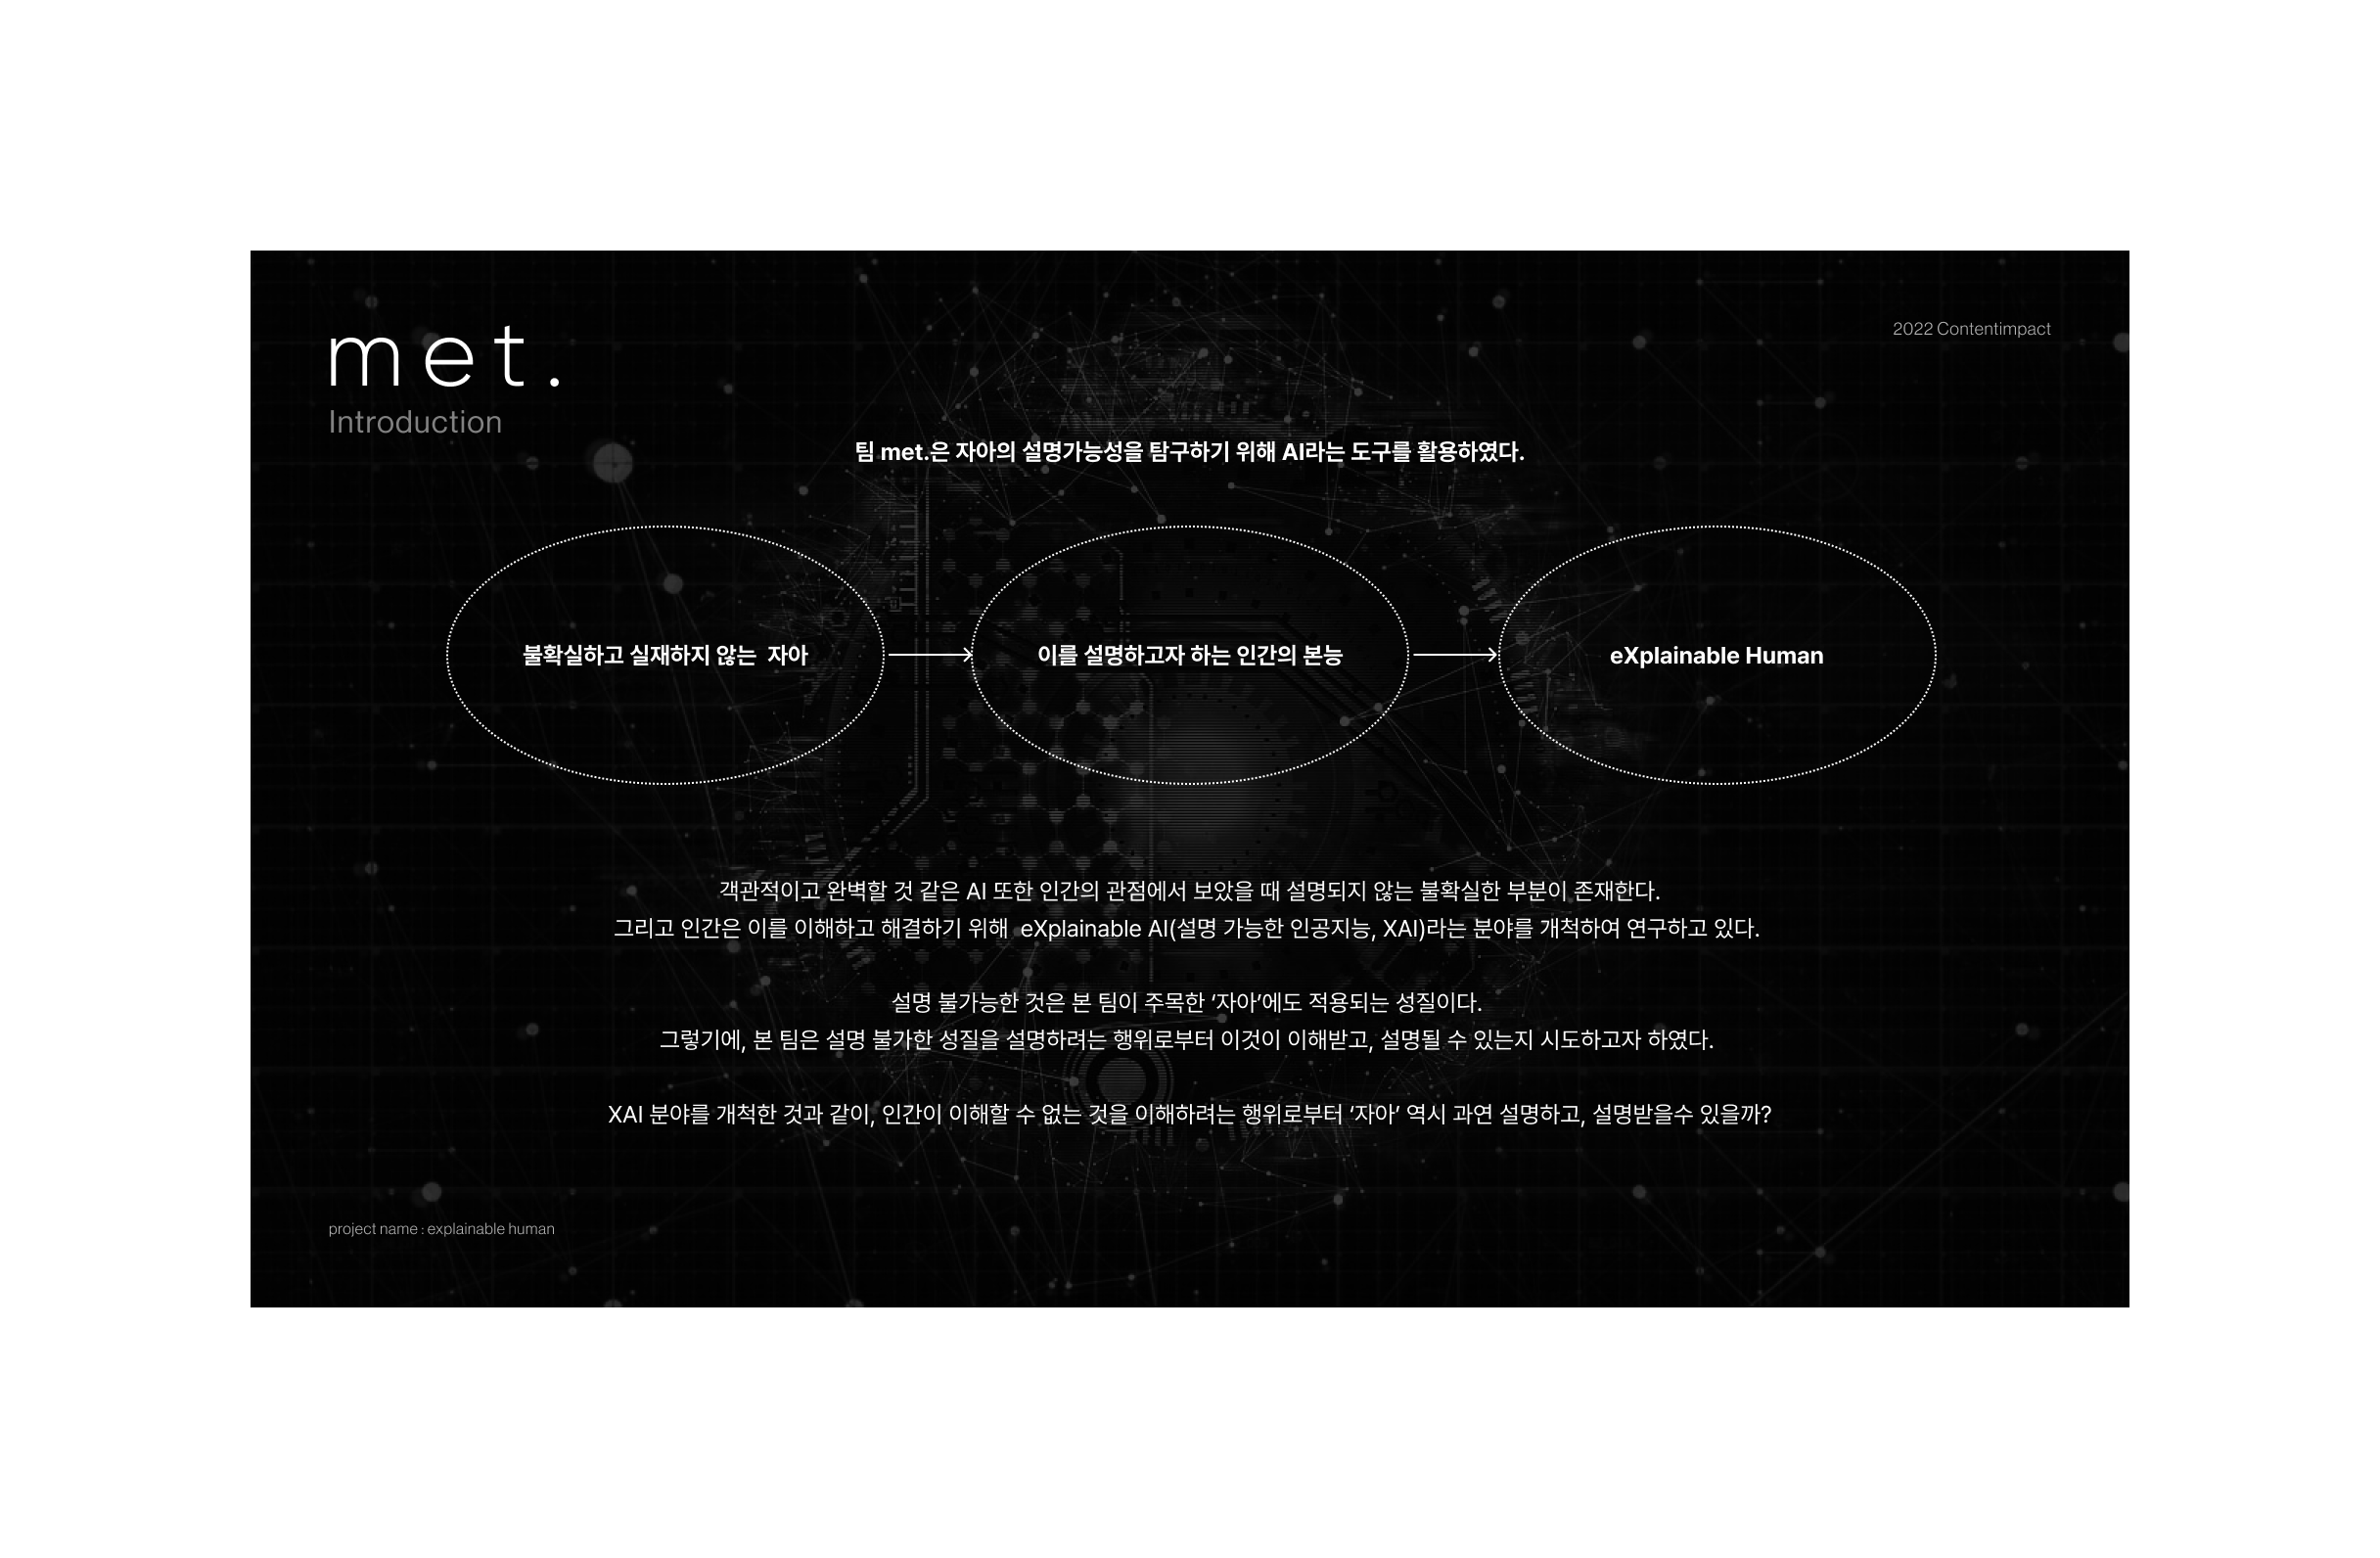 met.
Introduction
2022 Contentimpact
팀 met.은 자아의 설명가능성을 탐구하기 위해 AI라는 도구를 활용하였다.
불확실하고 실재하지 않는 자아
이를 설명하고자 하는 인간의 본능
eXplainable Human
객관적이고 완벽할 것 같은 AI 또한 인간의 관점에서 보았을 때 설명되지 않는 불확실한 부분이 존재한다.
그리고 인간은 이를 이해하고 해결하기 위해 eXplainable AI(설명 가능한 인공지능, XAI)라는 분야를 개척하여 연구하고 있다.
설명 불가능한 것은 본 팀이 주목한 ‘자아’에도 적용되는 성질이다.
그렇기에, 본 팀은 설명 불가한 성질을 설명하려는 행위로부터 이것이 이해받고, 설명될 수 있는지 시도하고자 하였다.
XAI 분야를 개척한 것과 같이, 인간이 이해할 수 없는 것을 이해하려는 행위로부터 ‘자아’ 역시 과연 설명하고, 설명받을수 있을까?
project name : explainable human